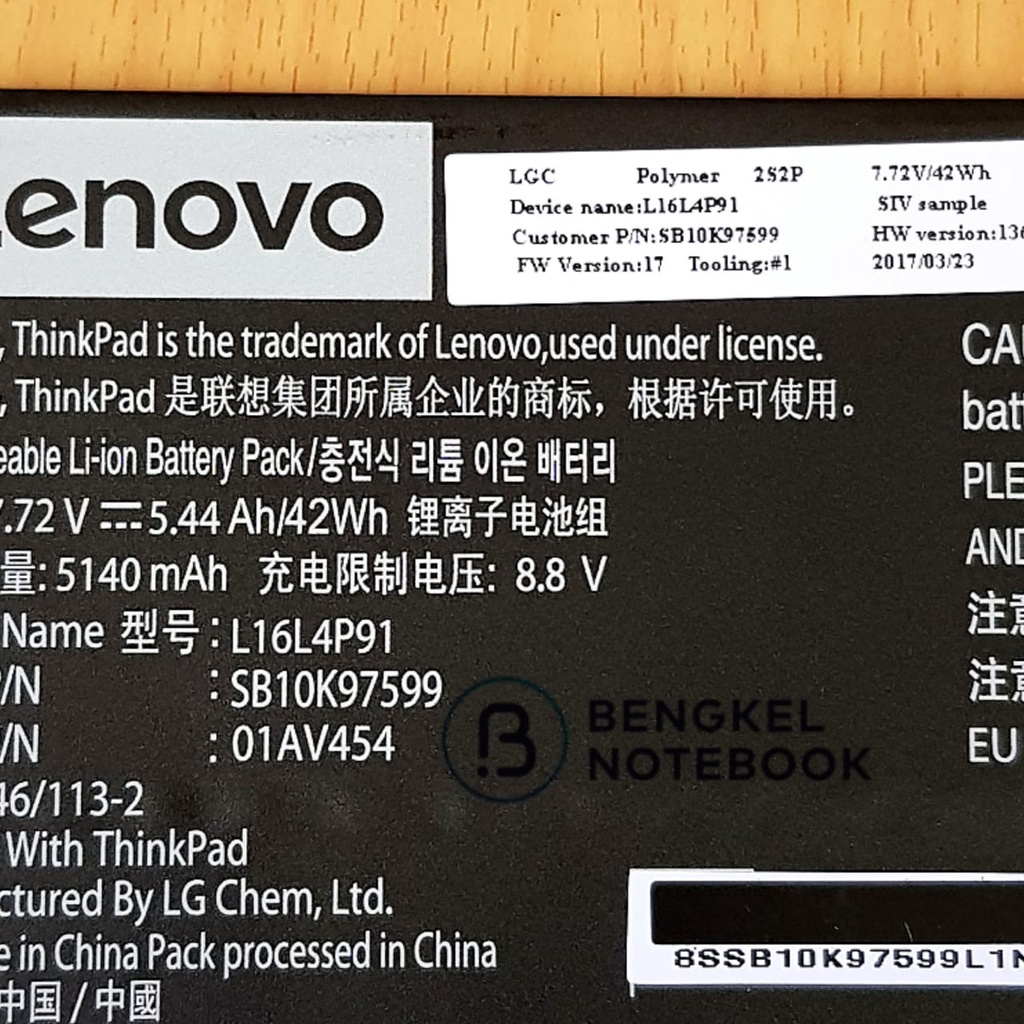 Lenovo
LGC Polymer 2S2P 7.72V/42Wh
Device name:L16L4P91 SIV sample
Customer P/N:SB10K97599 HW version:136
FW Version:17 Tooling:#1 2017/03/23
, ThinkPad is the trademark of Lenovo,used under license.
, ThinkPad 是联想集团所属企业的商标，根据许可使用。
eable Li-ion Battery Pack/충전식 리튬 이온 배터리
7.72 V ⎓ 5.44 Ah/42Wh 锂离子电池组
量: 5140 mAh 充电限制电压: 8.8 V
Name 型号 : L16L4P91
P/N : SB10K97599
/N : 01AV454
46/113-2
With ThinkPad
ctured By LG Chem, Ltd.
e in China Pack processed in China
中国 / 中國
CAU
batt
PLE
AND
注意
注意
EU
BENGKEL
NOTEBOOK
8SSB10K97599L1N